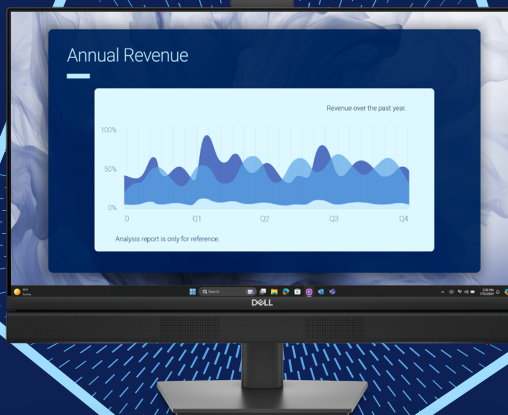 Annual Revenue
Revenue over the past year.
100%
50%
0%
0 Q1 Q2 Q3 Q4
Analysis report is only for reference.
Search
DELL